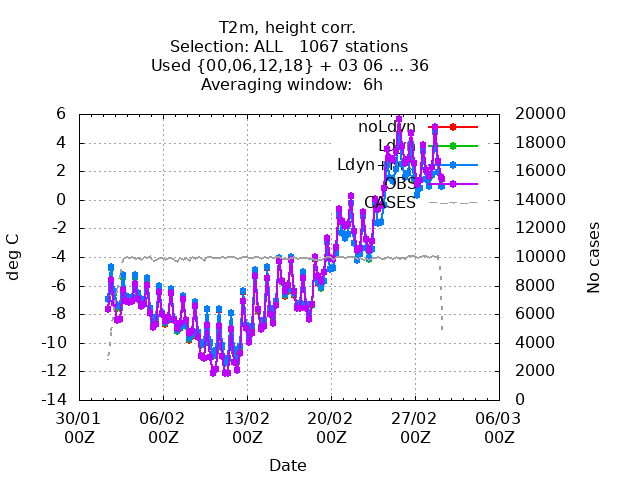 T2m, height corr.
Selection: ALL 1067 stations
Used {00,06,12,18} + 03 06 ... 36
Averaging window: 6h
6 20000
noLdyn
4 18000
2 16000
0 OBS 14000
CASES
-2 12000
-4 10000
-6 8000
-8 6000
-10 4000
-12 2000
-14 0
deg C
No cases
30/01 06/02 13/02 20/02 27/02 06/03
00Z 00Z 00Z 00Z 00Z 00Z
Date